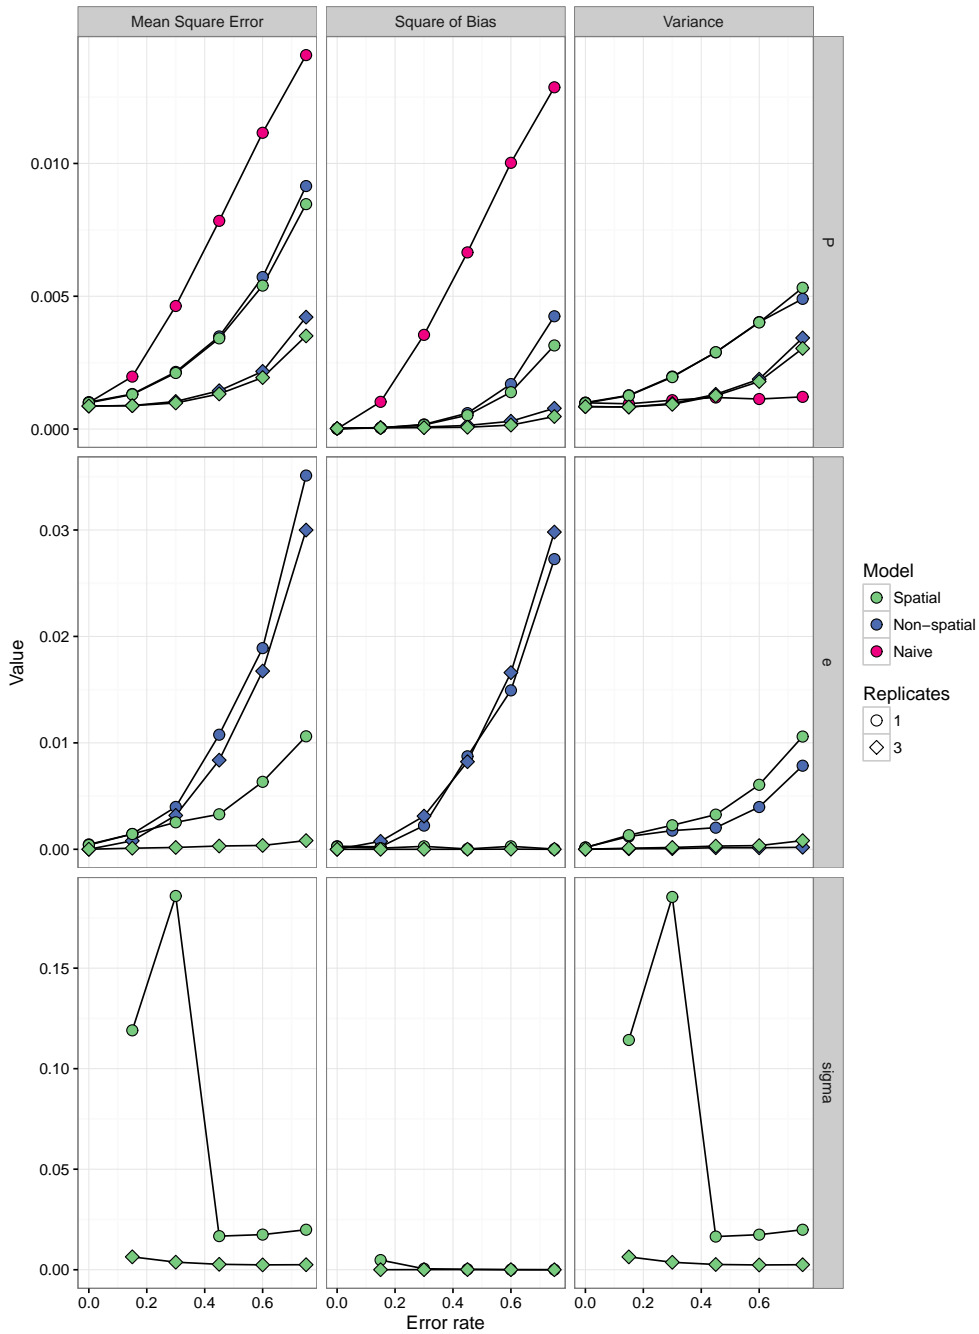 Mean Square Error
Square of Bias
Variance
0.010
0.005
0.000
P
0.03
0.02
0.01
0.00
e
0.15
0.10
0.05
0.00
sigma
Value
0.0 0.2 0.4 0.6
0.0 0.2 0.4 0.6
0.0 0.2 0.4 0.6
Error rate
Model
Spatial
Non−spatial
Naive
Replicates
1
3